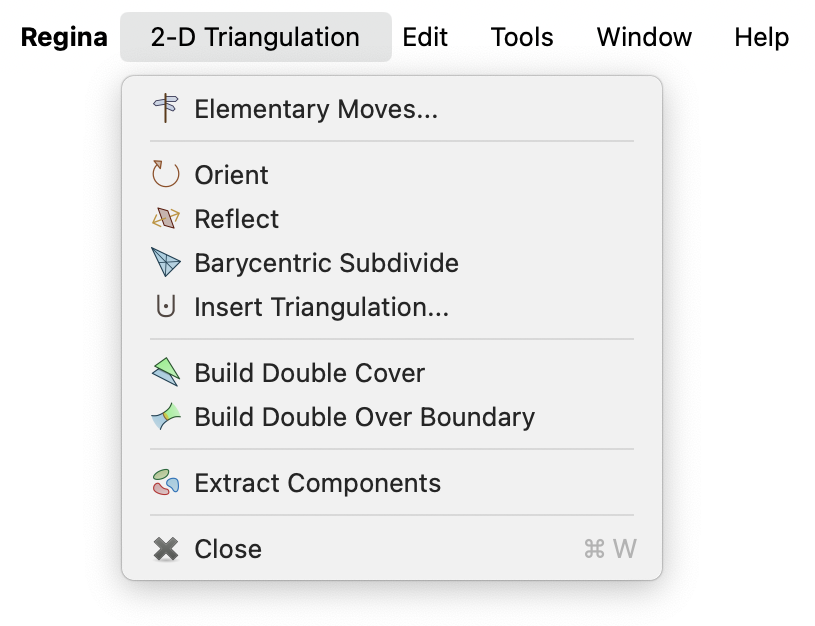 Regina 2-D Triangulation Edit Tools Window Help
Elementary Moves...
Orient
Reflect
Barycentric Subdivide
Insert Triangulation...
Build Double Cover
Build Double Over Boundary
Extract Components
Close ⌘ W